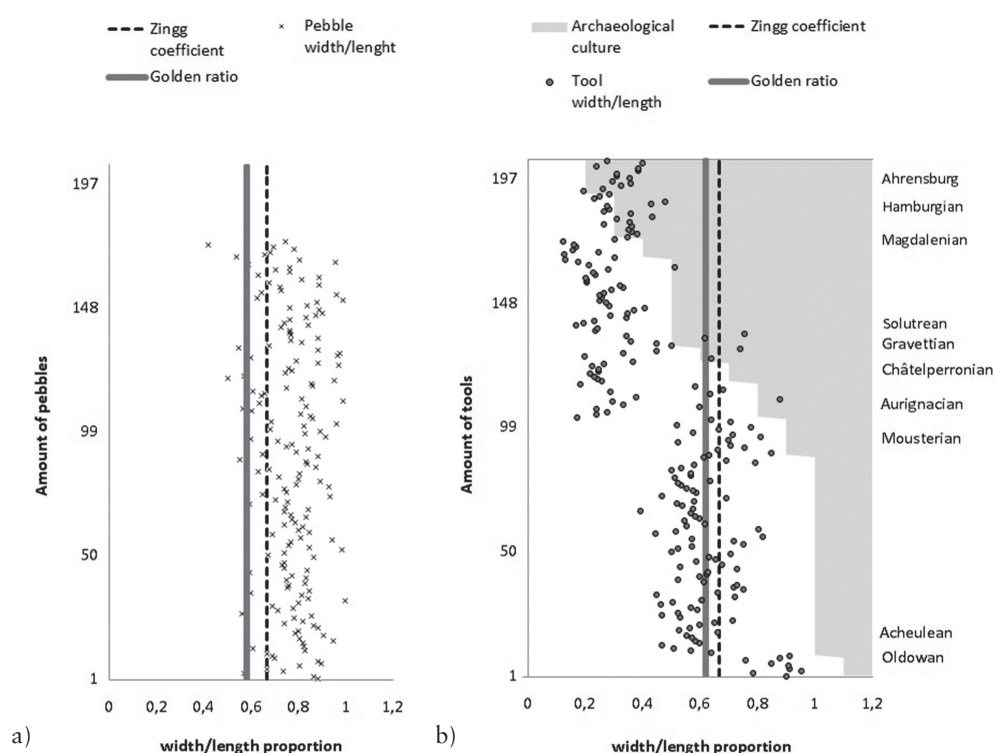 Zingg
coefficient
Pebble
width/lenght
Golden ratio
Amount of pebbles
197
148
99
50
1
0 0,2 0,4 0,6 0,8 1 1,2
width/length proportion
a)
Archaeological
culture
Zingg coefficient
Tool
width/length
Golden ratio
Amount of tools
197
148
99
50
1
Ahrensburg
Hamburgian
Magdalenian
Solutrean
Gravettian
Châtelperronian
Aurignacian
Mousterian
Acheulean
Oldowan
0 0,2 0,4 0,6 0,8 1 1,2
width/length proportion
b)